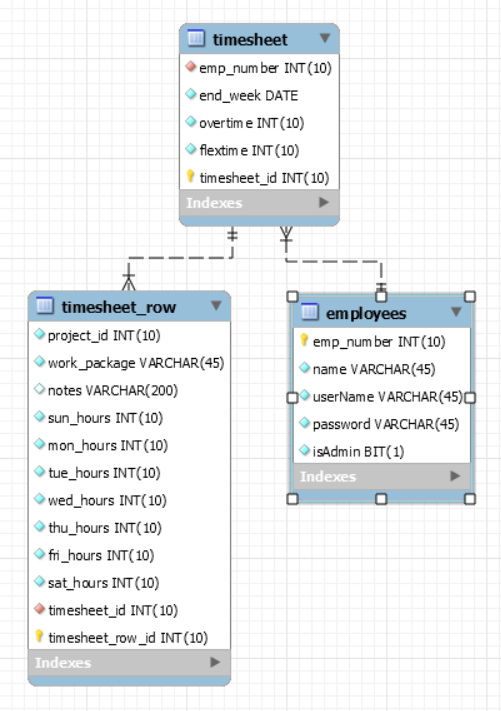 timesheet
emp_number INT(10)
end_week DATE
overtime INT(10)
flextime INT(10)
timesheet_id INT(10)
Indexes
timesheet_row
project_id INT(10)
work_package VARCHAR(45)
notes VARCHAR(200)
sun_hours INT(10)
mon_hours INT(10)
tue_hours INT(10)
wed_hours INT(10)
thu_hours INT(10)
fri_hours INT(10)
sat_hours INT(10)
timesheet_id INT(10)
timesheet_row_id INT(10)
Indexes
employees
emp_number INT(10)
name VARCHAR(45)
userName VARCHAR(45)
password VARCHAR(45)
isAdmin BIT(1)
Indexes